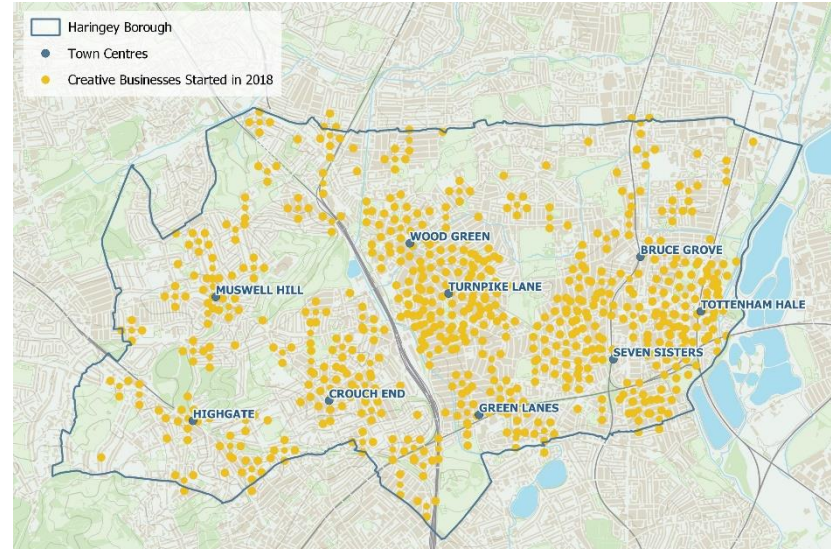 Haringey Borough
Town Centres
Creative Businesses Started in 2018
WOOD GREEN
BRUCE GROVE
MUSWELL HILL
TURNPIKE LANE
TOTTENHAM HALE
SEVEN SISTERS
CROUCH END
GREEN LANES
HIGHGATE